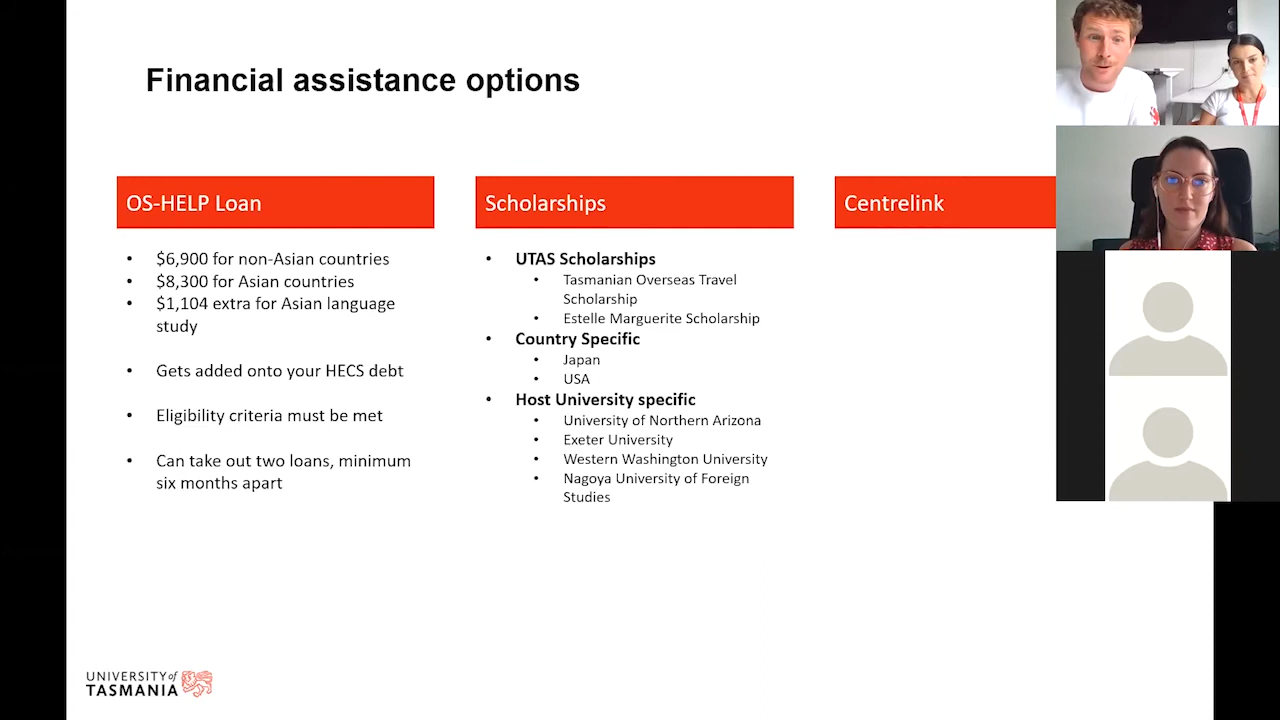 Financial assistance options
OS-HELP Loan
• $6,900 for non-Asian countries
• $8,300 for Asian countries
• $1,104 extra for Asian language
study
• Gets added onto your HECS debt
• Eligibility criteria must be met
• Can take out two loans, minimum
six months apart
Scholarships
• UTAS Scholarships
• Tasmanian Overseas Travel
Scholarship
• Estelle Marguerite Scholarship
• Country Specific
• Japan
• USA
• Host University specific
• University of Northern Arizona
• Exeter University
• Western Washington University
• Nagoya University of Foreign
Studies
Centrelink
UNIVERSITY of
TASMANIA